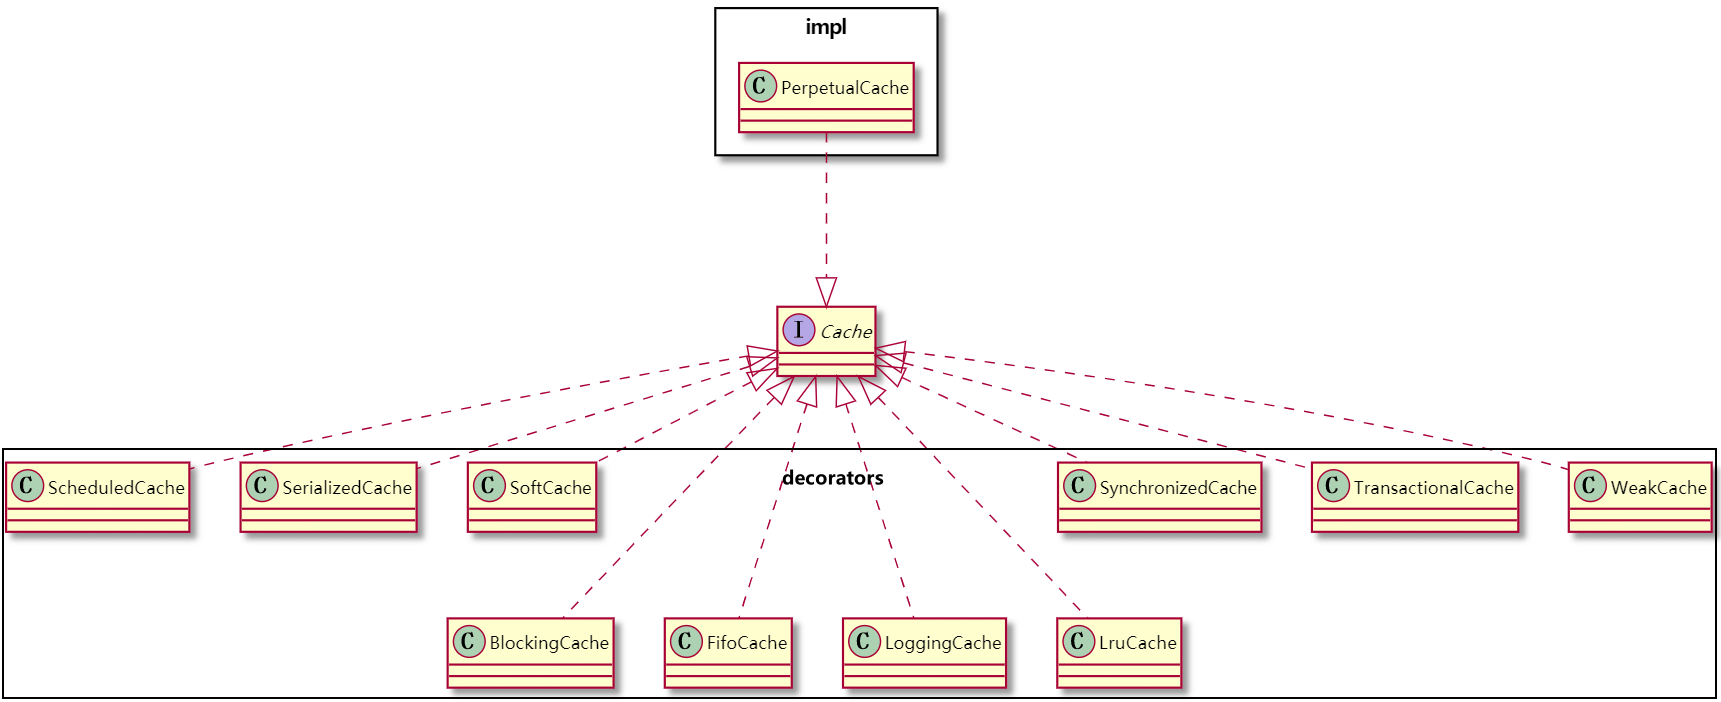 impl
C PerpetualCache
I Cache
decorators
C ScheduledCache
C SerializedCache
C SoftCache
C SynchronizedCache
C TransactionalCache
C WeakCache
C BlockingCache
C FifoCache
C LoggingCache
C LruCache